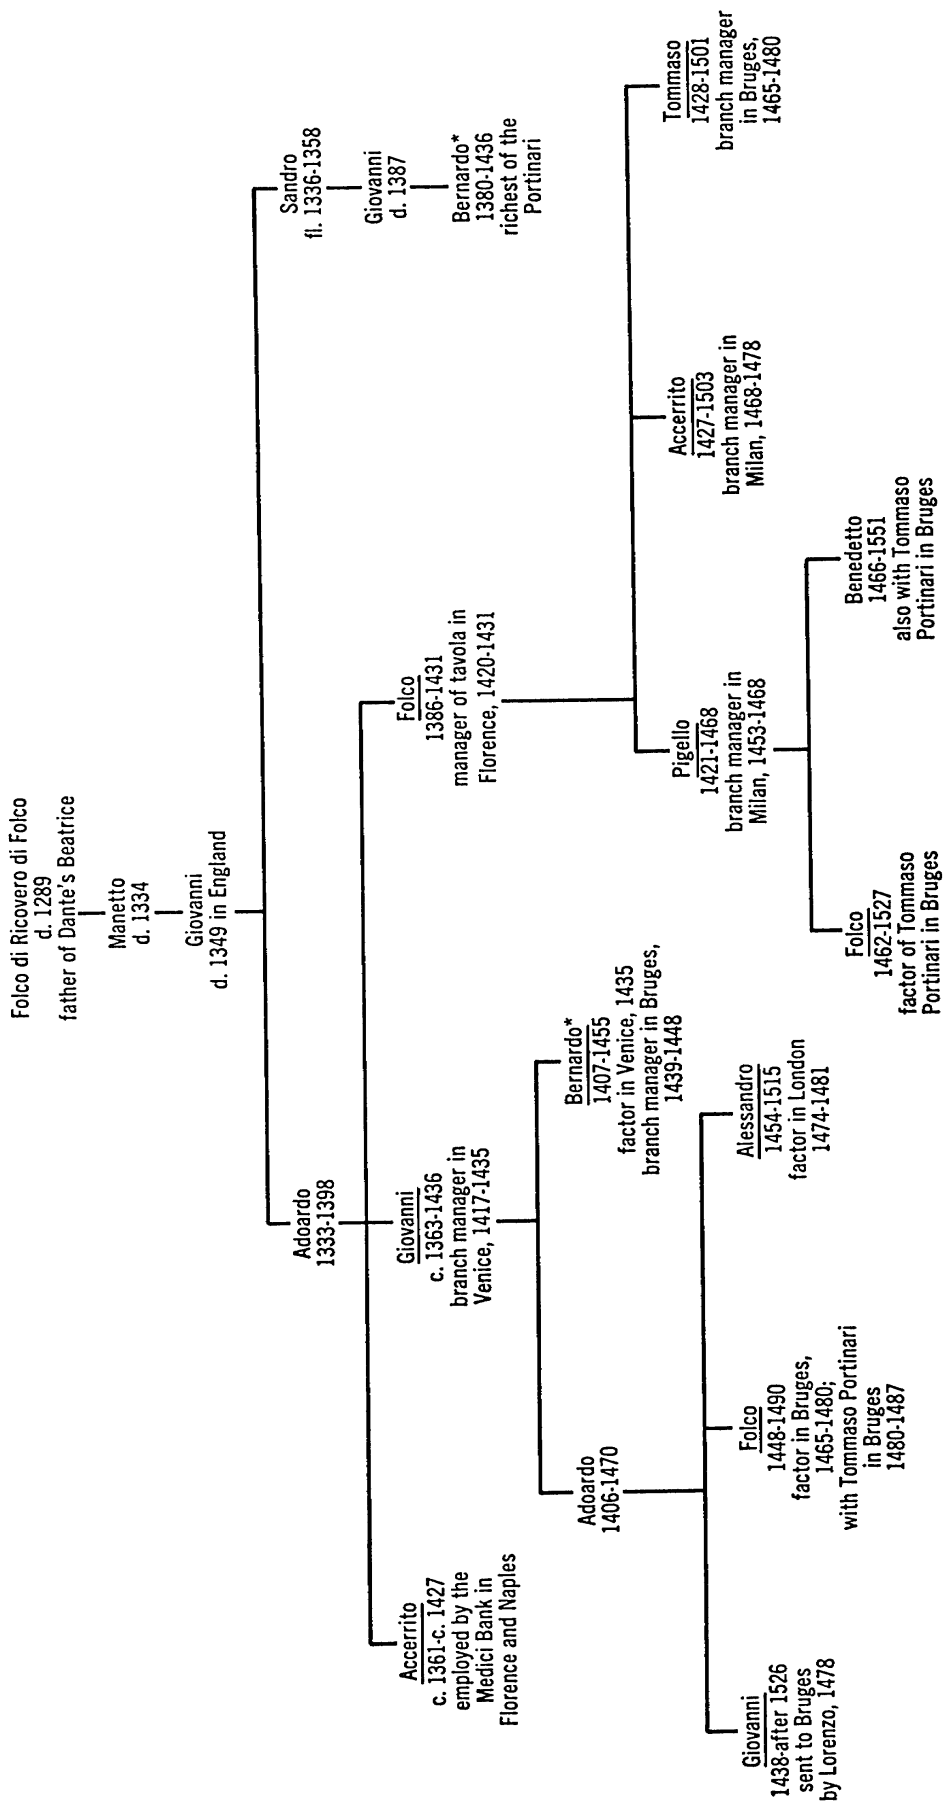 Folco di Ricovero di Folco
d. 1289
father of Dante's Beatrice
Manetto
d. 1334
Giovanni
d. 1349 in England
Adoardo
1333-1398
Sandro
fl. 1336-1358
Giovanni
d. 1387
Bernardo*
1380-1436
richest of the
Portinari
Accerrito
c. 1361-c. 1427
employed by the
Medici Bank in
Florence and Naples
Giovanni
c. 1363-1436
branch manager in
Venice, 1417-1435
Folco
1386-1431
manager of tavola in
Florence, 1420-1431
Adoardo
1406-1470
Bernardo*
1407-1455
factor in Venice, 1435
branch manager in Bruges,
1439-1448
Pigello
1421-1468
branch manager in
Milan, 1453-1468
Accerrito
1427-1503
branch manager in
Milan, 1468-1478
Tommaso
1428-1501
branch manager
in Bruges,
1465-1480
Giovanni
1438-after 1526
sent to Bruges
by Lorenzo, 1478
Folco
1448-1490
factor in Bruges,
1465-1480;
with Tommaso Portinari
in Bruges
1480-1487
Alessandro
1454-1515
factor in London
1474-1481
Folco
1462-1527
factor of Tommaso
Portinari in Bruges
Benedetto
1466-1551
also with Tommaso
Portinari in Bruges